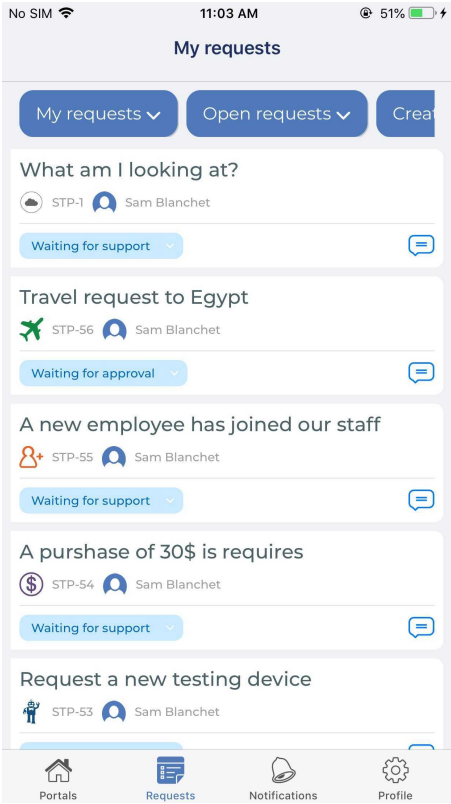 No SIM 11:03 AM 51%
My requests
My requests Open requests Creat
What am I looking at?
STP-1 Sam Blanchet
Waiting for support
Travel request to Egypt
STP-56 Sam Blanchet
Waiting for approval
A new employee has joined our staff
STP-55 Sam Blanchet
Waiting for support
A purshase of 30$ is requires
$ STP-54 Sam Blanchet
Waiting for support
Request a new testing device
STP-53 Sam Blanchet
Portals Requests Notifications Profile